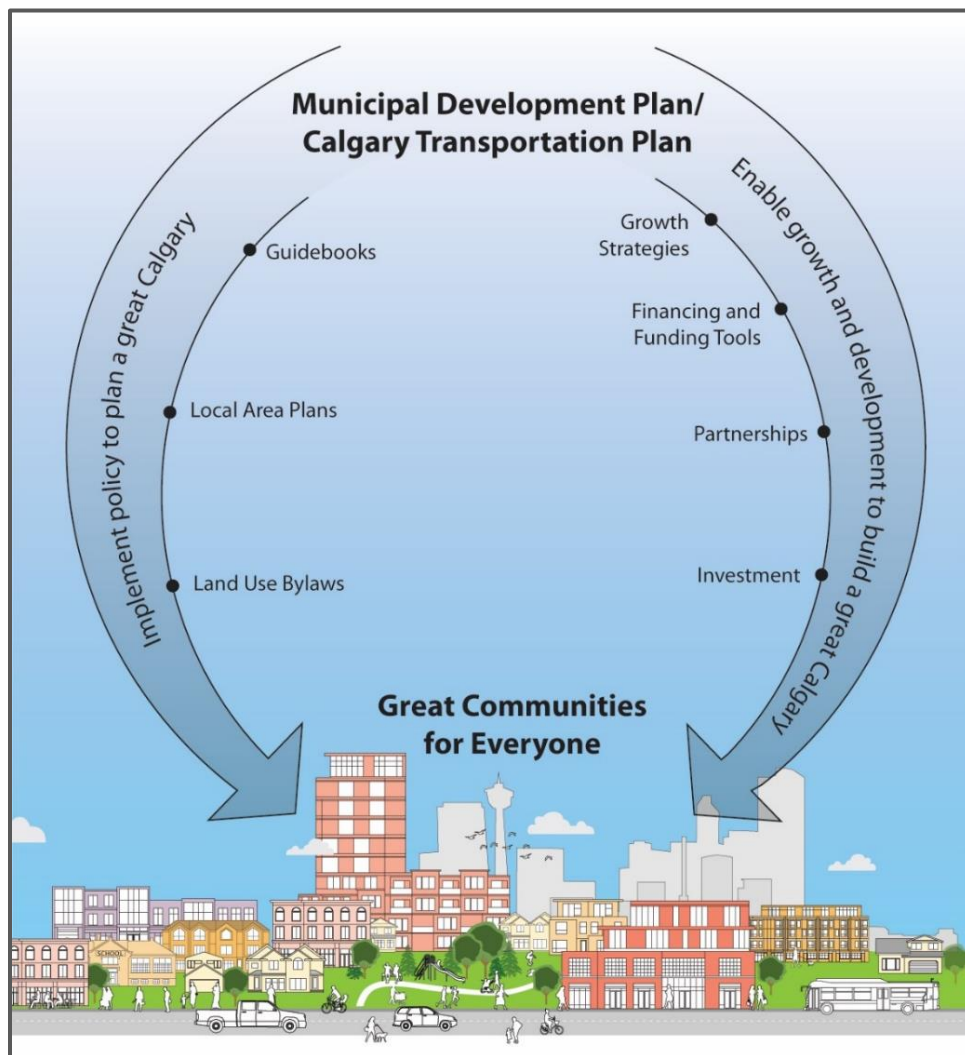 Municipal Development Plan/
Calgary Transportation Plan
Implement policy to plan a great Calgary
Guidebooks
Local Area Plans
Land Use Bylaws
Enable growth and development to build a great Calgary
Growth
Strategies
Financing and
Funding Tools
Partnerships
Investment
Great Communities
for Everyone
SCHOOL